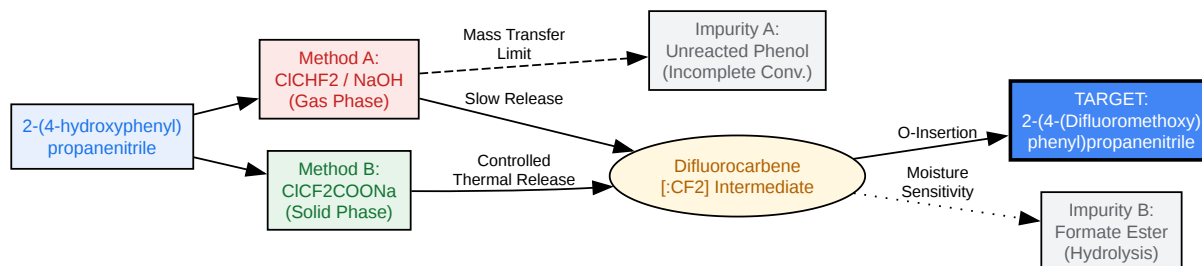 2-(4-hydroxyphenyl)
propanenitrile
Method A:
ClCHF2 / NaOH
(Gas Phase)
Method B:
ClCF2COONa
(Solid Phase)
Mass Transfer
Limit
Slow Release
Controlled
Thermal Release
Impurity A:
Unreacted Phenol
(Incomplete Conv.)
Difluorocarbene
[:CF2] Intermediate
O-Insertion
Moisture
Sensitivity
TARGET:
2-(4-(Difluoromethoxy)
phenyl)propanenitrile
Impurity B:
Formate Ester
(Hydrolysis)